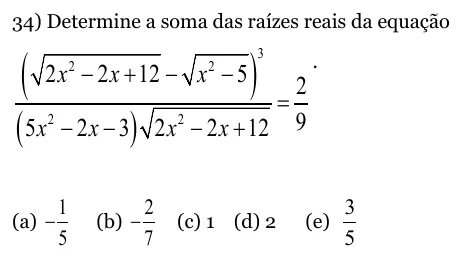 34) Determine a soma das raízes reais da equação
(√(2x² − 2x + 12) − √(x² − 5))³ / ((5x² − 2x − 3)√(2x² − 2x + 12)) = 2/9 .
(a) −1/5 (b) −2/7 (c) 1 (d) 2 (e) 3/5